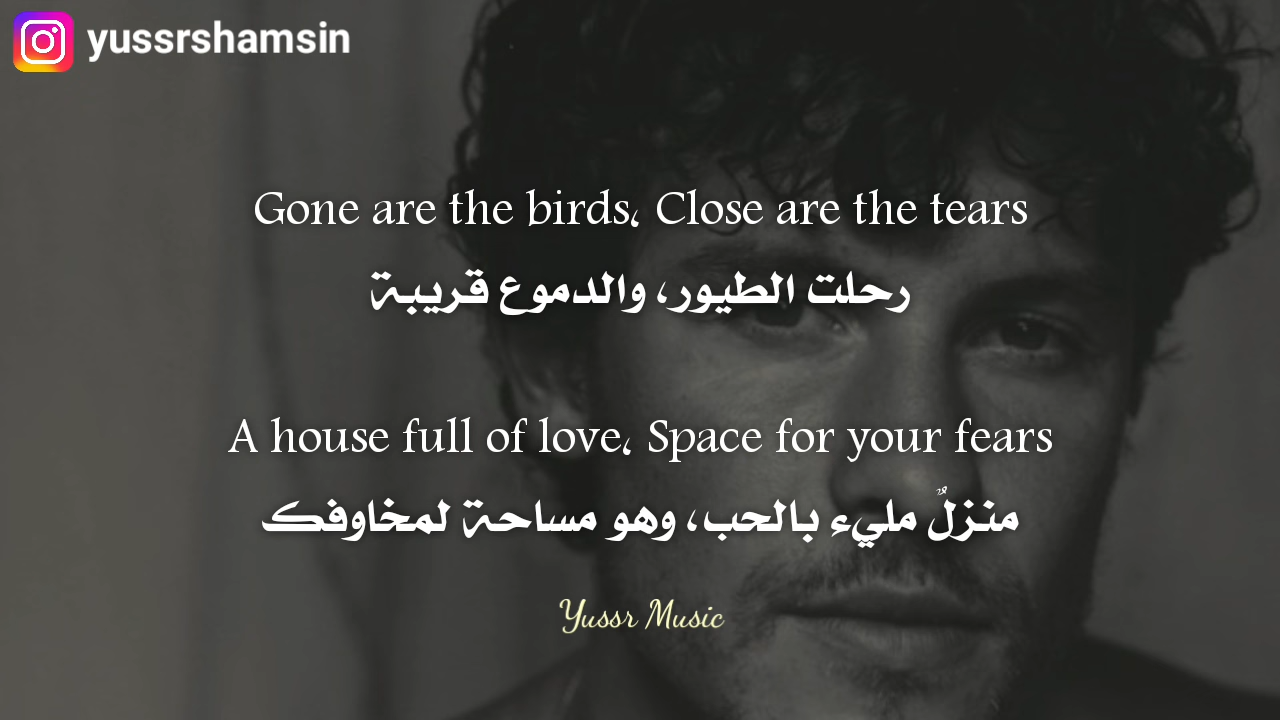 yussrshamsin
Gone are the birds، Close are the tears
رحلت الطيور، والدموع قريبة
A house full of love، Space for your fears
منزلٌ مليء بالحب، وهو مساحة لمخاوفك
Yussr Music